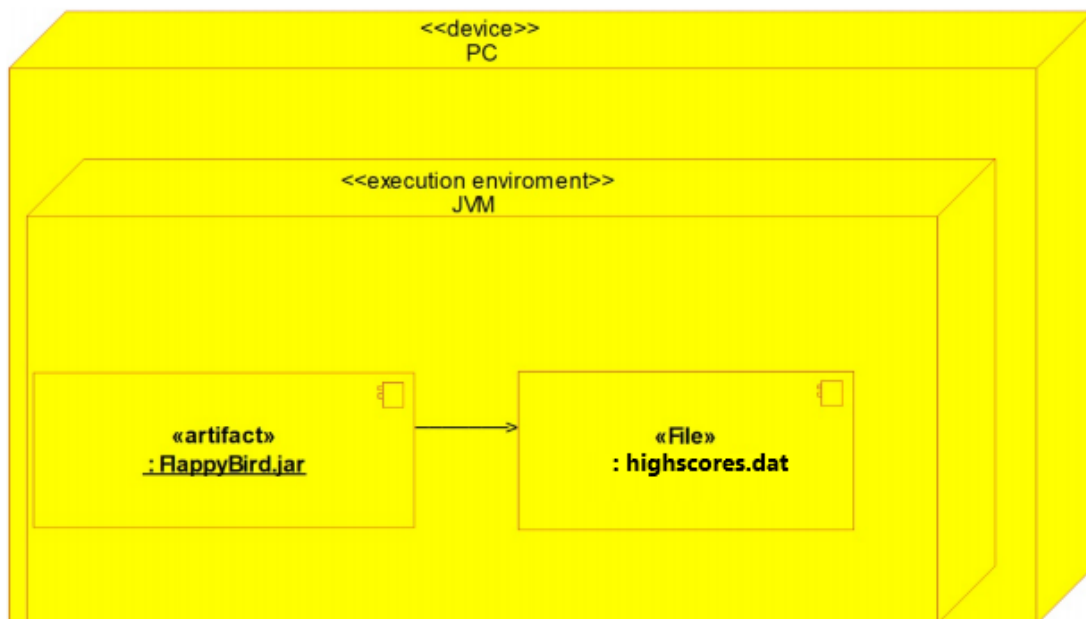 <<device>>
PC
<<execution enviroment>>
JVM
«artifact»
: FlappyBird.jar
«File»
: highscores.dat